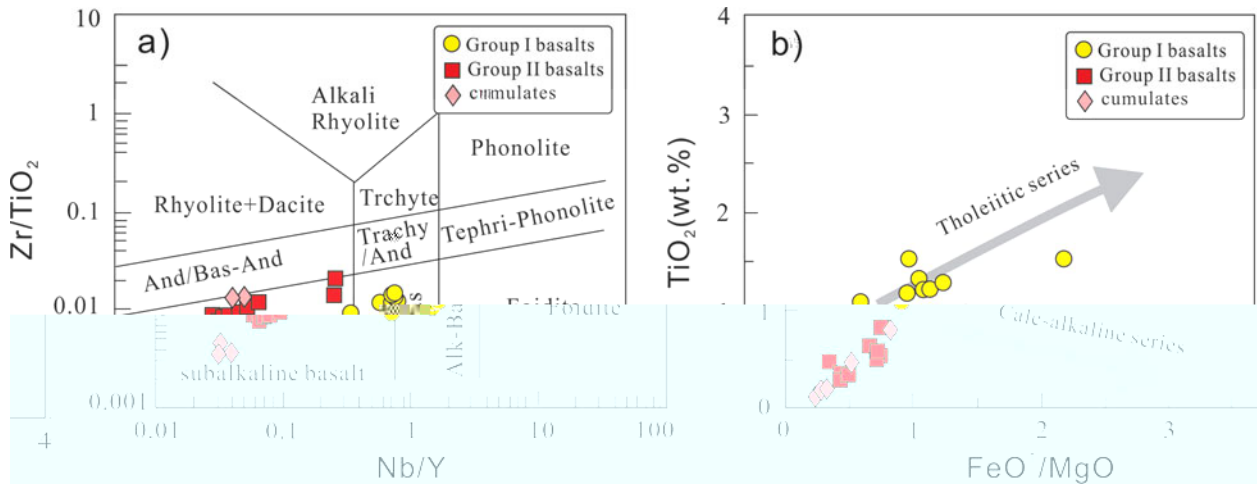 a)
10
1
0.1
0.01
0.001
Zr/TiO2
Group I basalts
Group II basalts
cumulates
Alkali
Rhyolite
Phonolite
Rhyolite+Dacite
Trchyte
Trachy
/And
Tephri-Phonolite
And/Bas-And
subalkaline basalt
Alk-Ba
4
0.01
0.1
1
10
100
Nb/Y
b)
4
3
2
1
0
TiO2(wt.%)
Group I basalts
Group II basalts
cumulates
Tholeiitic series
Calc-alkaline series
0
1
2
3
FeO /MgO